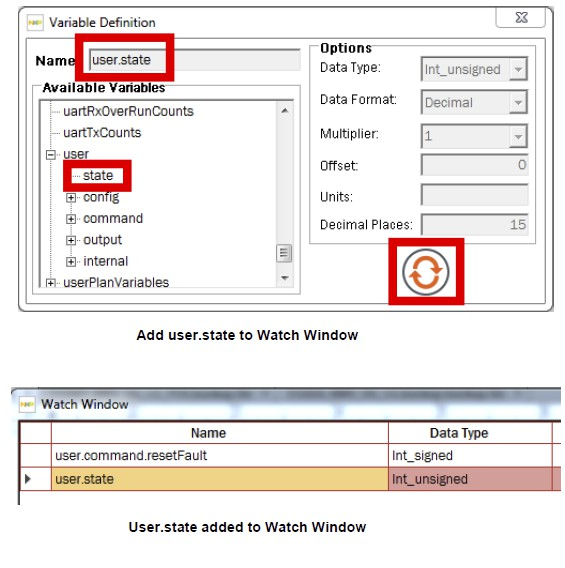 Variable Definition
Name
user.state
Available Variables
uartRxOverRunCounts
uartTxCounts
user
state
config
command
output
internal
userPlanVariables
Options
Data Type:
Int_unsigned
Data Format:
Decimal
Multiplier:
1
Offset:
0
Units:
Decimal Places:
15
Add user.state to Watch Window
Watch Window
Name Data Type
user.command.resetFault Int_signed
user.state Int_unsigned
User.state added to Watch Window